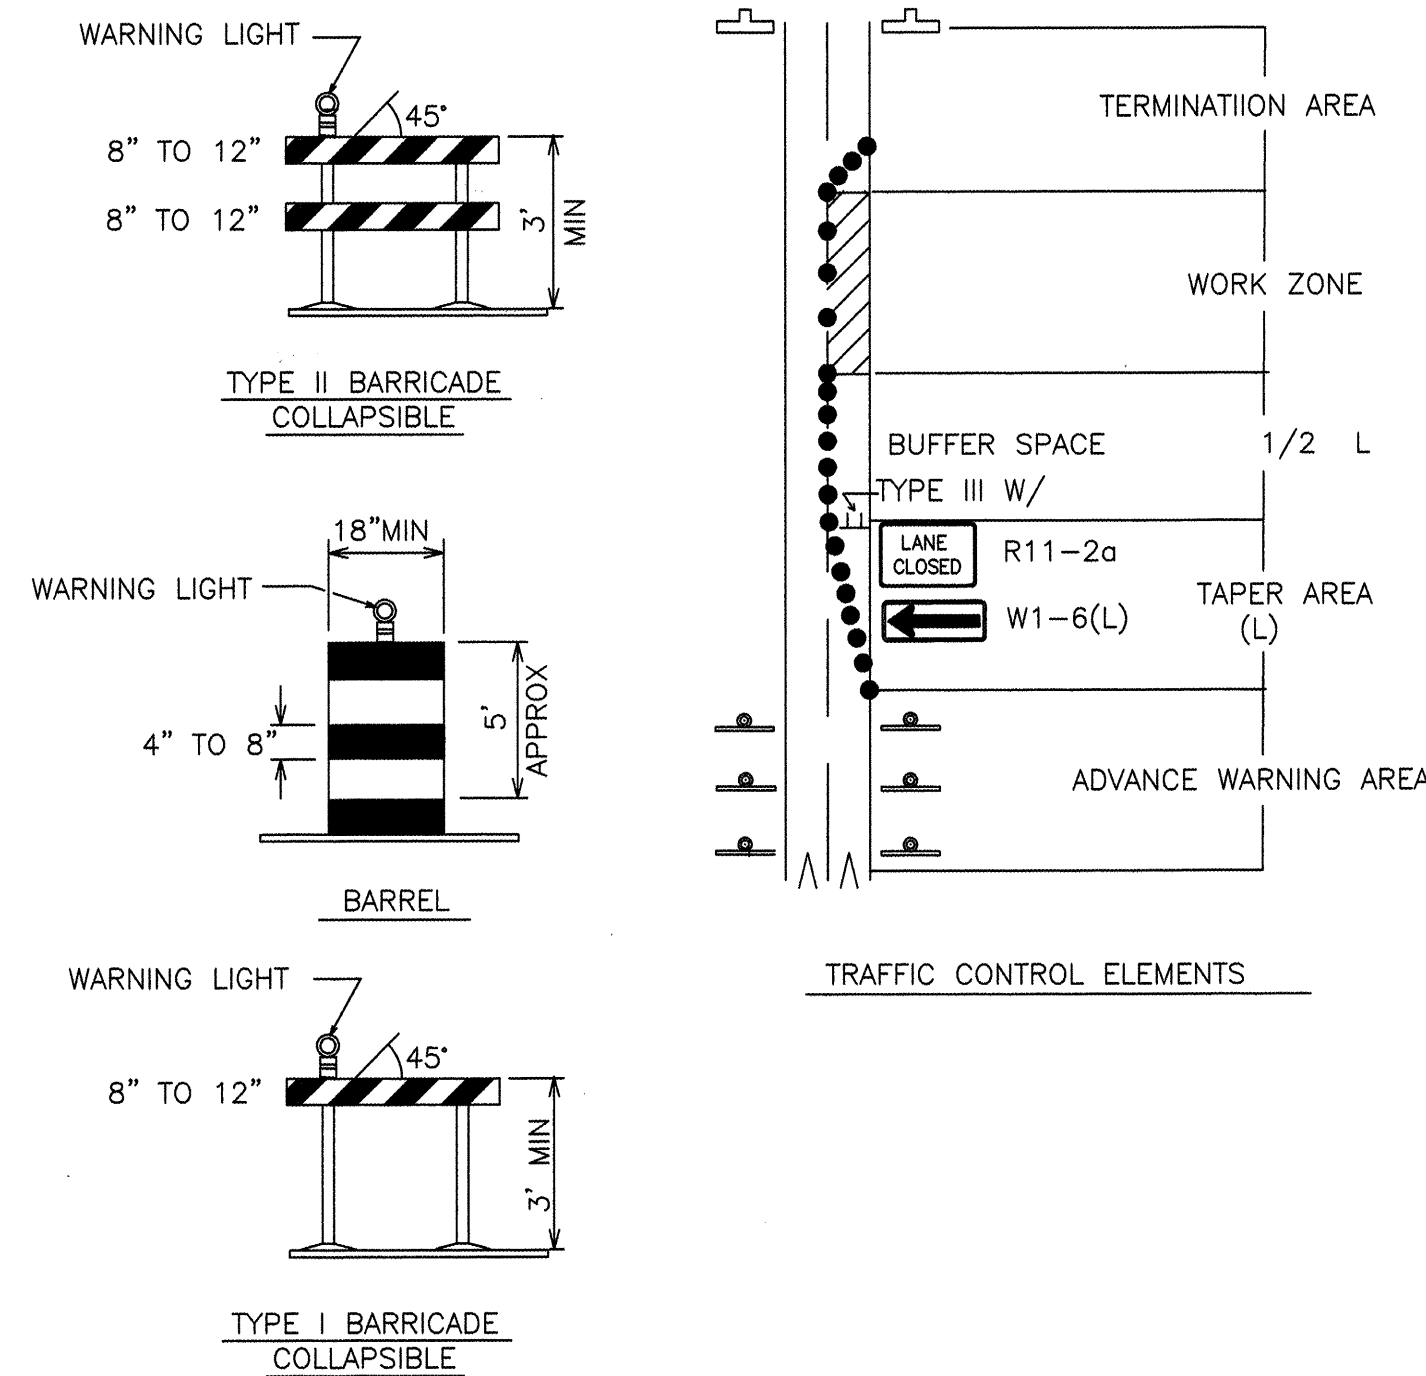 WARNING LIGHT
45°
8” TO 12”
8” TO 12”
3’
MIN
TYPE II BARRICADE
COLLAPSIBLE
18”MIN
WARNING LIGHT
4” TO 8”
5’
APPROX
BARREL
WARNING LIGHT
45°
8” TO 12”
3’ MIN
TYPE I BARRICADE
COLLAPSIBLE
TERMINATIION AREA
WORK ZONE
BUFFER SPACE 1/2 L
TYPE III W/
LANE
CLOSED
R11-2a
W1-6(L)
TAPER AREA
(L)
ADVANCE WARNING AREA
TRAFFIC CONTROL ELEMENTS